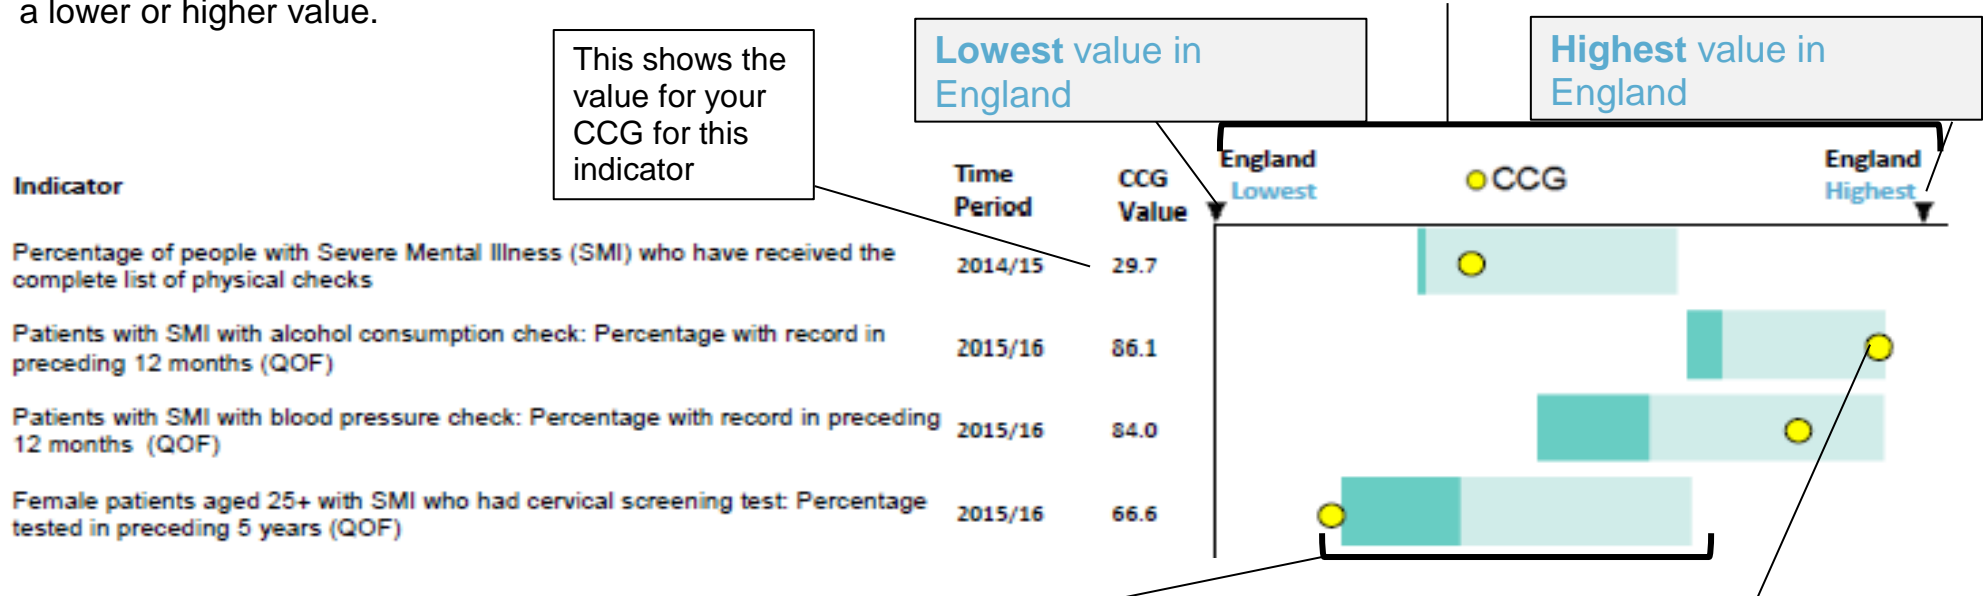 a lower or higher value.
This shows the
value for your
CCG for this
indicator
Lowest value in
England
Highest value in
England
Indicator
Time
Period
CCG
Value
England
Lowest
CCG
England
Highest
Percentage of people with Severe Mental Illness (SMI) who have received the
complete list of physical checks
2014/15
29.7
Patients with SMI with alcohol consumption check: Percentage with record in
preceding 12 months (QOF)
2015/16
86.1
Patients with SMI with blood pressure check: Percentage with record in preceding
12 months (QOF)
2015/16
84.0
Female patients aged 25+ with SMI who had cervical screening test: Percentage
tested in preceding 5 years (QOF)
2015/16
66.6